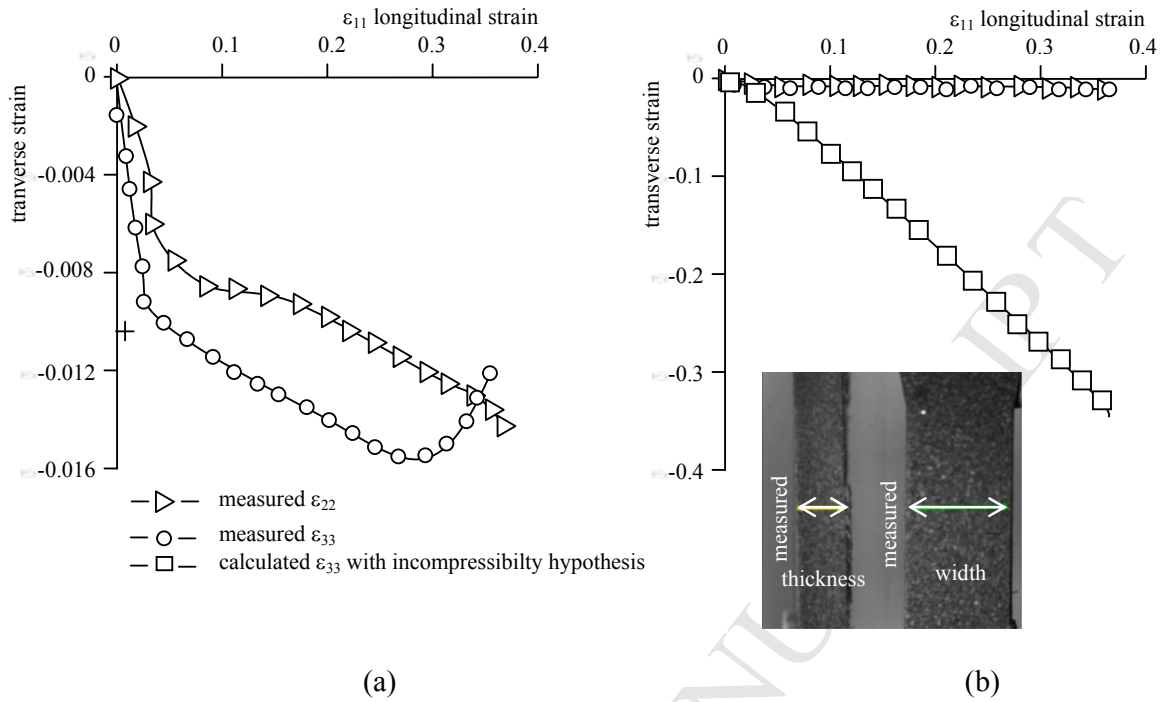 ε₁₁ longitudinal strain
0 0.1 0.2 0.3 0.4
0
-0.004
-0.008
-0.012
-0.016
tranverse strain
measured ε₂₂
measured ε₃₃
calculated ε₃₃ with incompressibilty hypothesis
(a)
ε₁₁ longitudinal strain
0 0.1 0.2 0.3 0.4
0
-0.1
-0.2
-0.3
-0.4
transverse strain
measured
thickness
measured
width
(b)